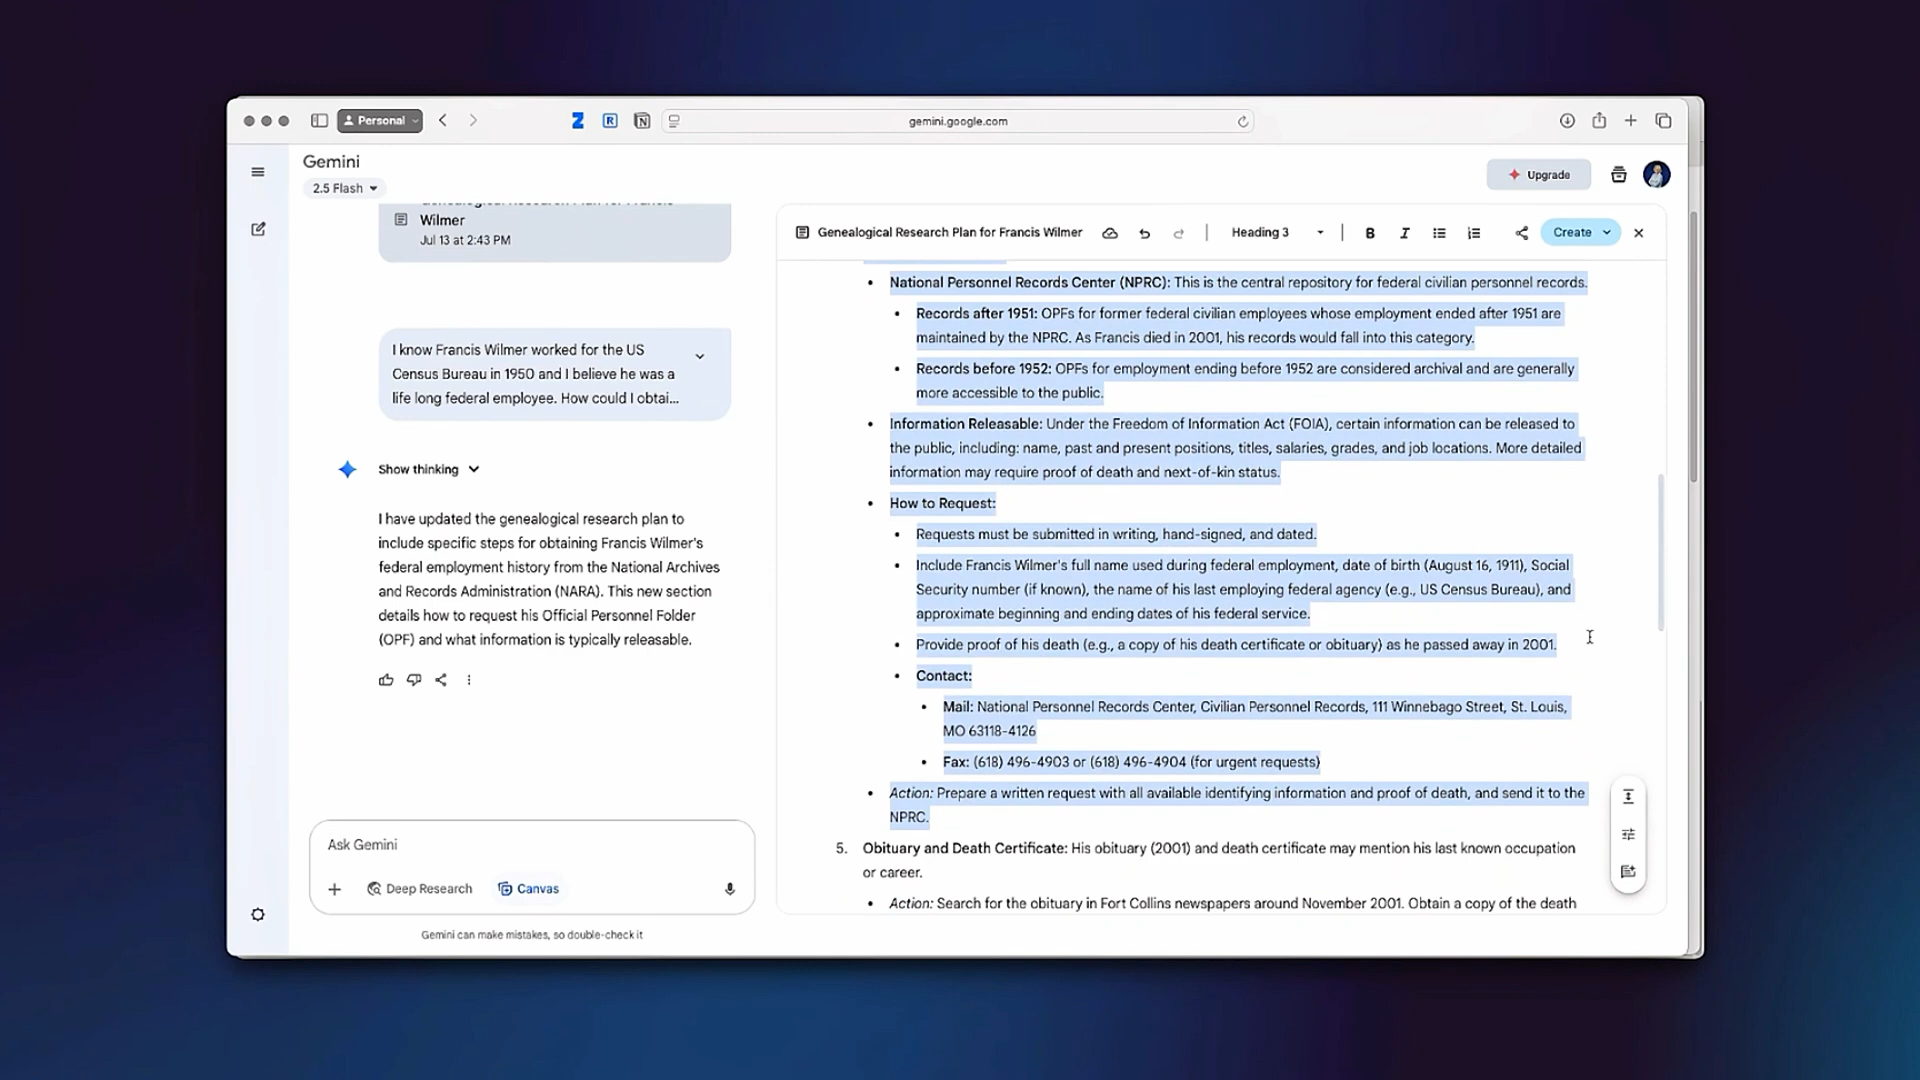 Personal
Z
R
N
gemini.google.com
Gemini
2.5 Flash
Upgrade
Genealogical Research Plan for Francis
Wilmer
Jul 13 at 2:43 PM
I know Francis Wilmer worked for the US
Census Bureau in 1950 and I believe he was a
life long federal employee. How could I obtai...
Show thinking
I have updated the genealogical research plan to
include specific steps for obtaining Francis Wilmer's
federal employment history from the National Archives
and Records Administration (NARA). This new section
details how to request his Official Personnel Folder
(OPF) and what information is typically releasable.
Ask Gemini
Deep Research
Canvas
Gemini can make mistakes, so double-check it
Genealogical Research Plan for Francis Wilmer
Heading 3
B
I
Create
• National Personnel Records Center (NPRC): This is the central repository for federal civilian personnel records.
• Records after 1951: OPFs for former federal civilian employees whose employment ended after 1951 are
maintained by the NPRC. As Francis died in 2001, his records would fall into this category.
• Records before 1952: OPFs for employment ending before 1952 are considered archival and are generally
more accessible to the public.
• Information Releasable: Under the Freedom of Information Act (FOIA), certain information can be released to
the public, including: name, past and present positions, titles, salaries, grades, and job locations. More detailed
information may require proof of death and next-of-kin status.
• How to Request:
• Requests must be submitted in writing, hand-signed, and dated.
• Include Francis Wilmer's full name used during federal employment, date of birth (August 16, 1911), Social
Security number (if known), the name of his last employing federal agency (e.g., US Census Bureau), and
approximate beginning and ending dates of his federal service.
• Provide proof of his death (e.g., a copy of his death certificate or obituary) as he passed away in 2001.
• Contact:
• Mail: National Personnel Records Center, Civilian Personnel Records, 111 Winnebago Street, St. Louis,
MO 63118-4126
• Fax: (618) 496-4903 or (618) 496-4904 (for urgent requests)
• Action: Prepare a written request with all available identifying information and proof of death, and send it to the
NPRC.
5. Obituary and Death Certificate: His obituary (2001) and death certificate may mention his last known occupation
or career.
• Action: Search for the obituary in Fort Collins newspapers around November 2001. Obtain a copy of the death